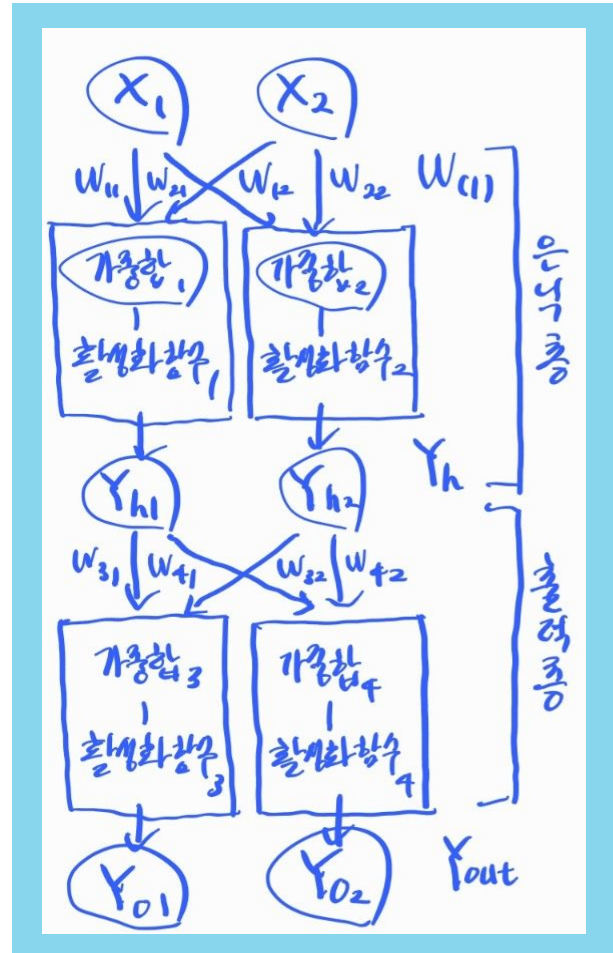 X1 X2
W11 W21 W12 W22 W(1)
가중합1 가중합2
활성화함수1 활성화함수2
은닉층
Yh1 Yh2 Yh
W31 W41 W32 W42
가중합3 가중합4
활성화함수3 활성화함수4
출력층
Yo1 Yo2 Yout